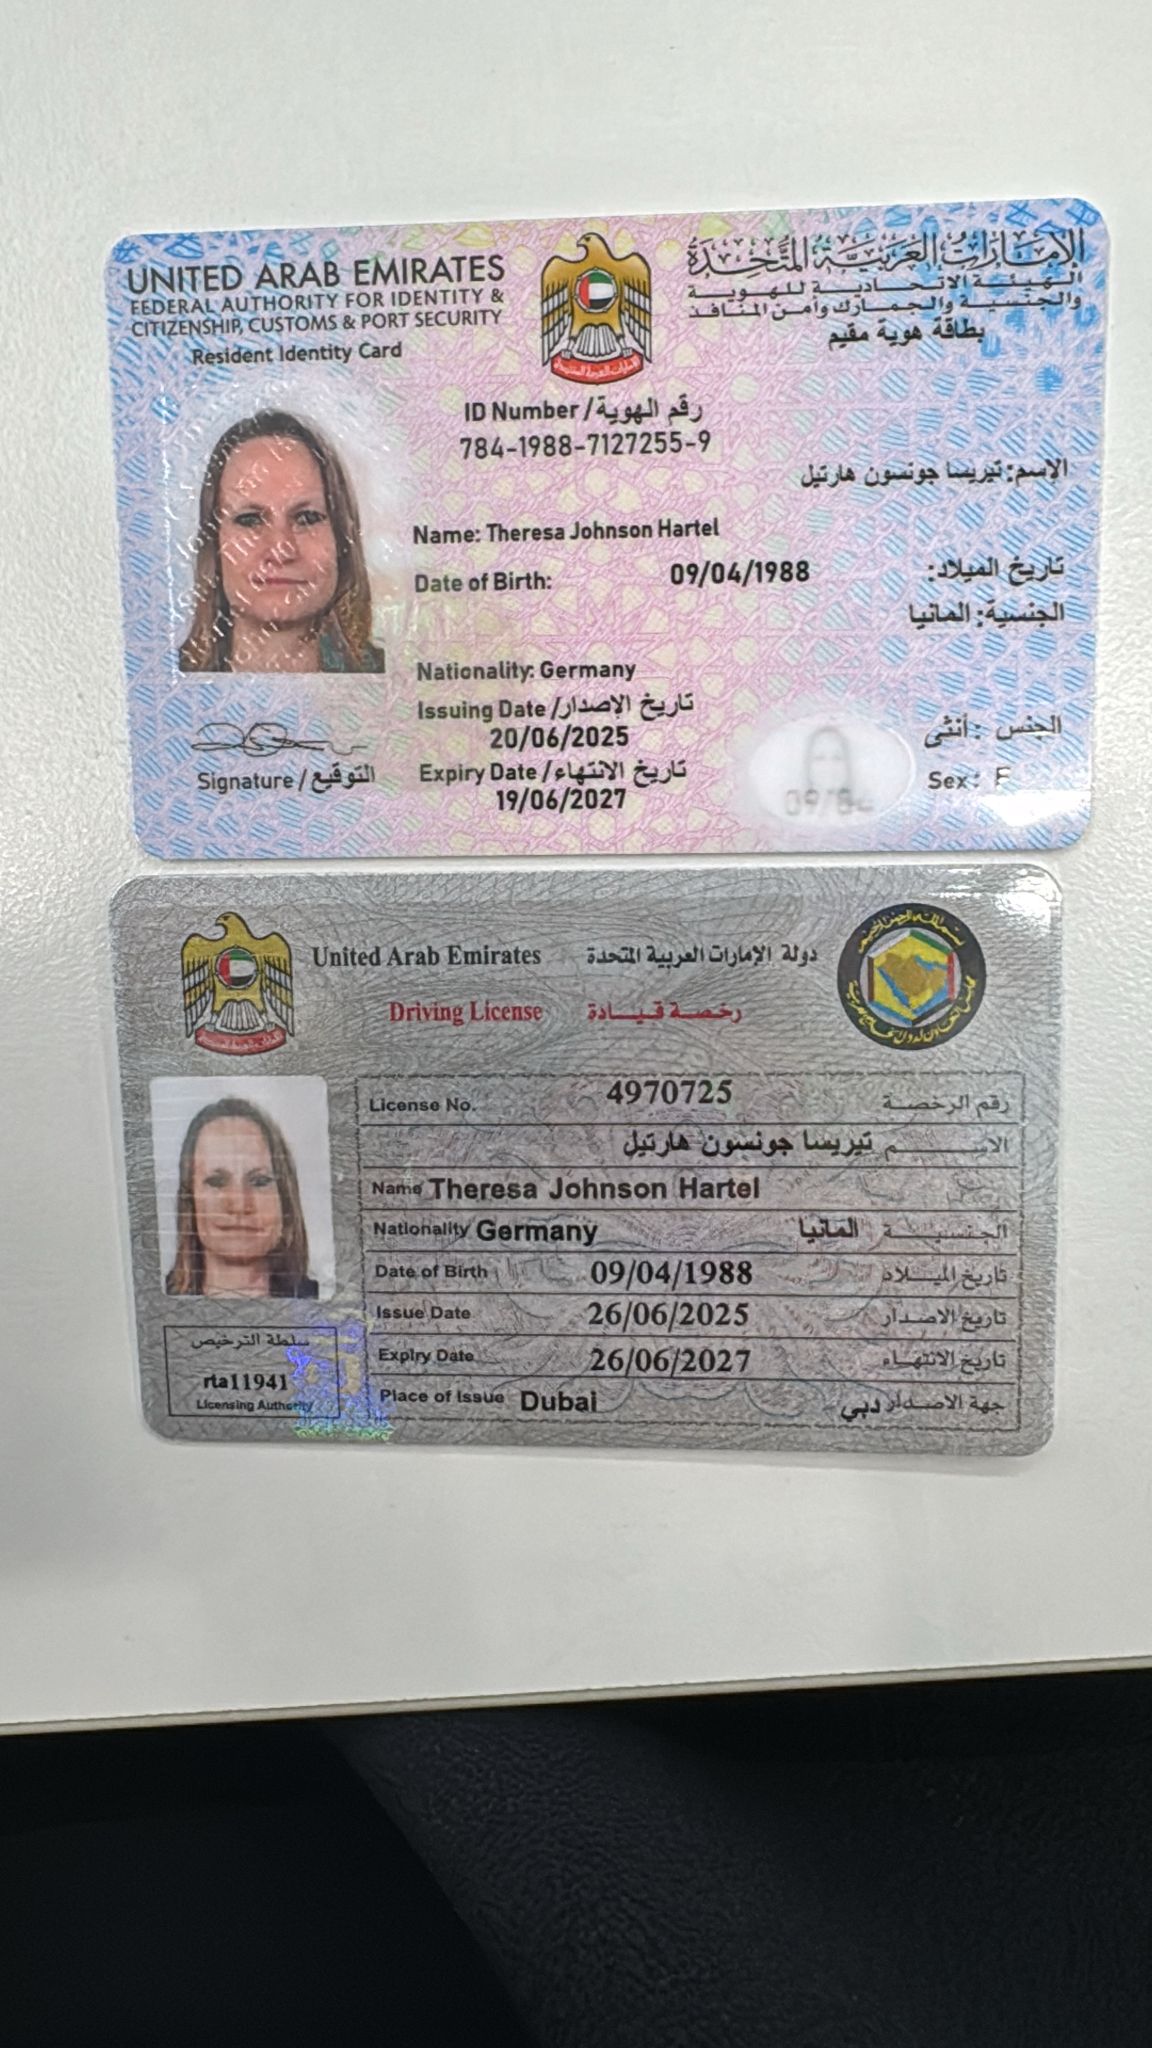 UNITED ARAB EMIRATES
FEDERAL AUTHORITY FOR IDENTITY &
CITIZENSHIP, CUSTOMS & PORT SECURITY
Resident Identity Card
الإمارات العربية المتحدة
الهيئة الاتحادية للهوية
والجنسية والجمارك وأمن المنافذ
بطاقة هوية مقيم
ID Number / رقم الهوية
784-1988-7127255-9
الإسم: تيريسا جونسون هارتيل
Name: Theresa Johnson Hartel
Date of Birth: 09/04/1988 تاريخ الميلاد:
الجنسية: المانيا
Nationality: Germany
Issuing Date / تاريخ الإصدار
20/06/2025
Expiry Date / تاريخ الانتهاء
19/06/2027
Signature / التوقيع
الجنس : أنثى
Sex: F
United Arab Emirates دولة الإمارات العربية المتحدة
Driving License رخصة قيادة
License No. 4970725 رقم الرخصة
الاسم تيريسا جونسون هارتيل
Name Theresa Johnson Hartel
Nationality Germany المانيا الجنسية
Date of Birth 09/04/1988 تاريخ الميلاد
Issue Date 26/06/2025 تاريخ الاصدار
Expiry Date 26/06/2027 تاريخ الانتهاء
Place of Issue Dubai دبي جهة الاصدار
سلطة الترخيص
rta11941
Licensing Authority